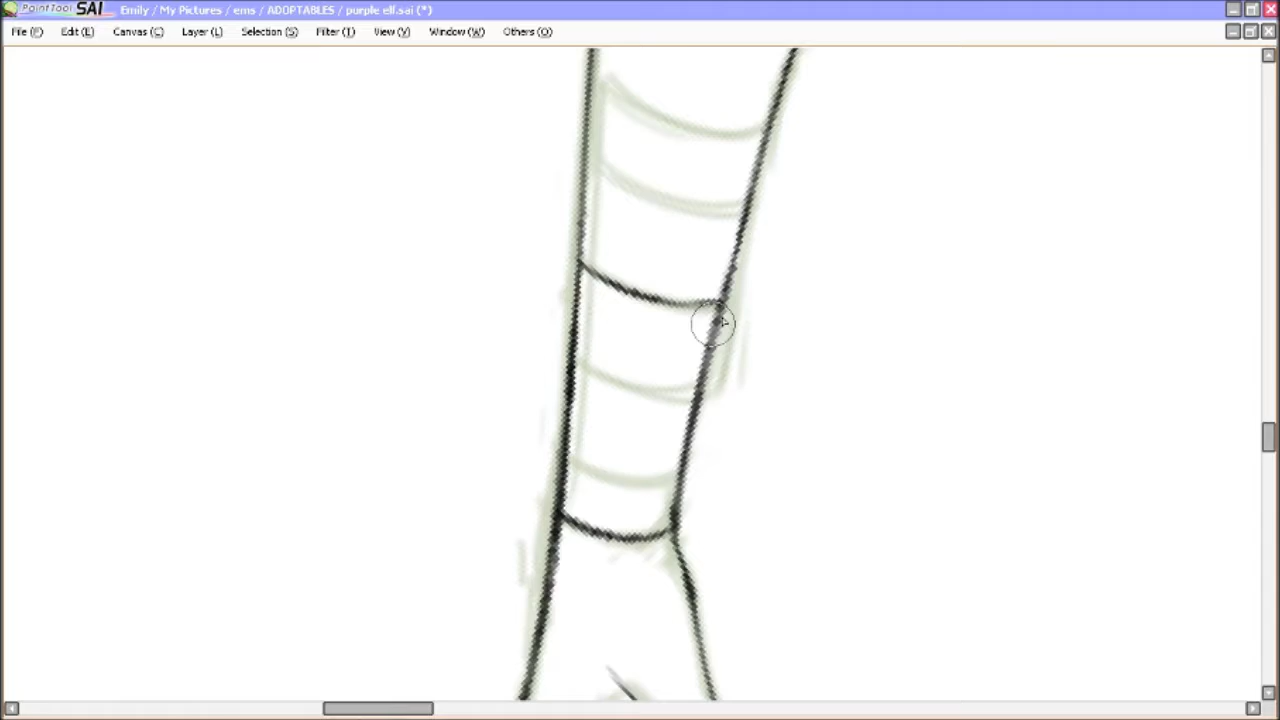 PaintTool SAI Emily / My Pictures / ems / ADOPTABLES / purple elf.sai (*)
File (F) Edit (E) Canvas (C) Layer (L) Selection (S) Filter (T) View (V) Window (W) Others (O)